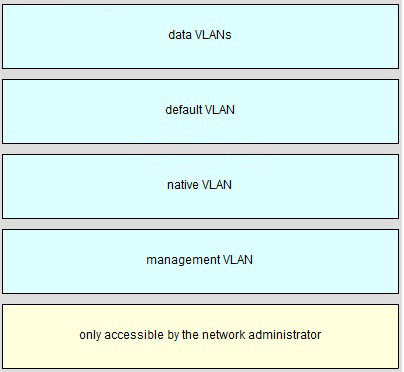 data VLANs
default VLAN
native VLAN
management VLAN
only accessible by the network administrator